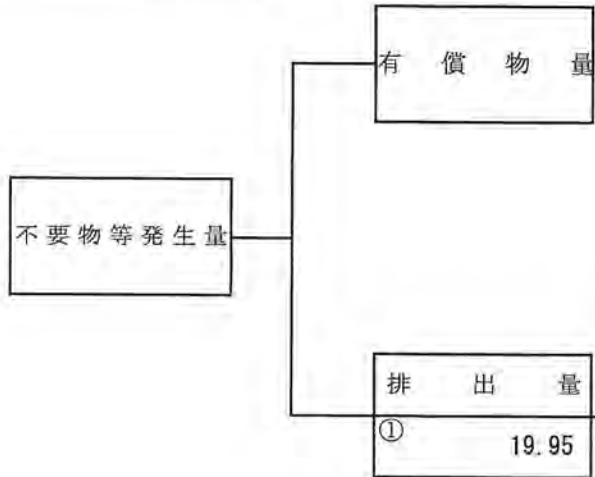 有償物量
不要物等発生量
排出量
①
19.95